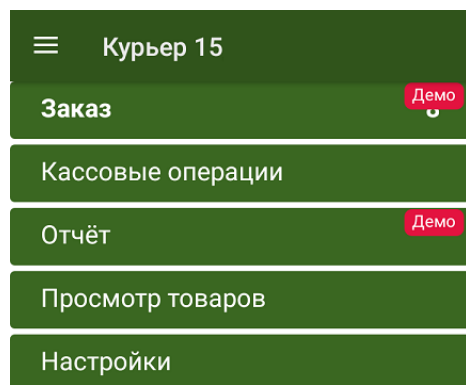 Курьер 15
Демо
Заказ
Кассовые операции
Демо
Отчёт
Просмотр товаров
Настройки